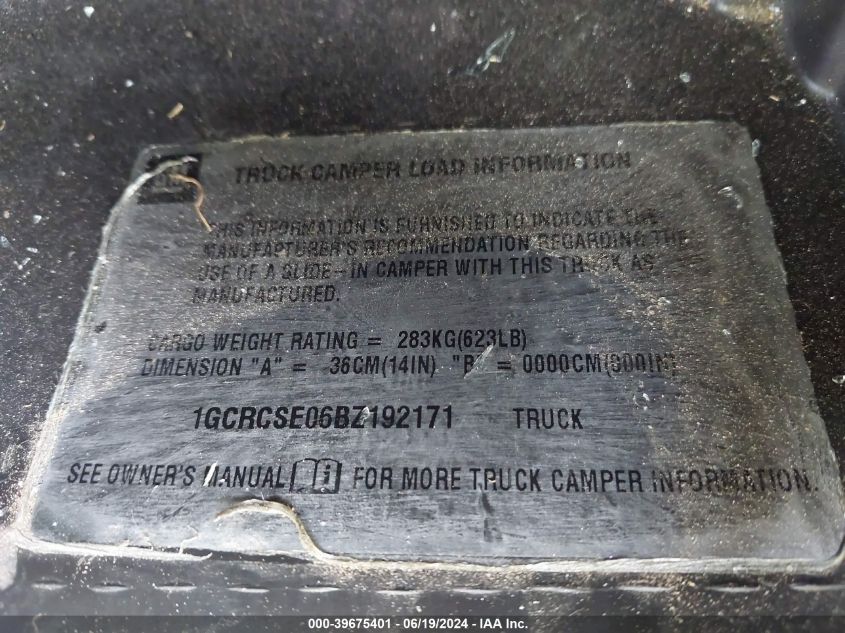 TRUCK CAMPER LOAD INFORMATION
THIS INFORMATION IS FURNISHED TO INDICATE THE
MANUFACTURER'S RECOMMENDATION REGARDING THE
USE OF A SLIDE-IN CAMPER WITH THIS TRUCK AS
MANUFACTURED.
CARGO WEIGHT RATING = 283KG(623LB)
DIMENSION "A" = 36CM(14IN) "B" = 0000CM(000IN)
1GCRCSE06BZ192171 TRUCK
SEE OWNER'S MANUAL FOR MORE TRUCK CAMPER INFORMATION.
000-39675401 - 06/19/2024 - IAA Inc.